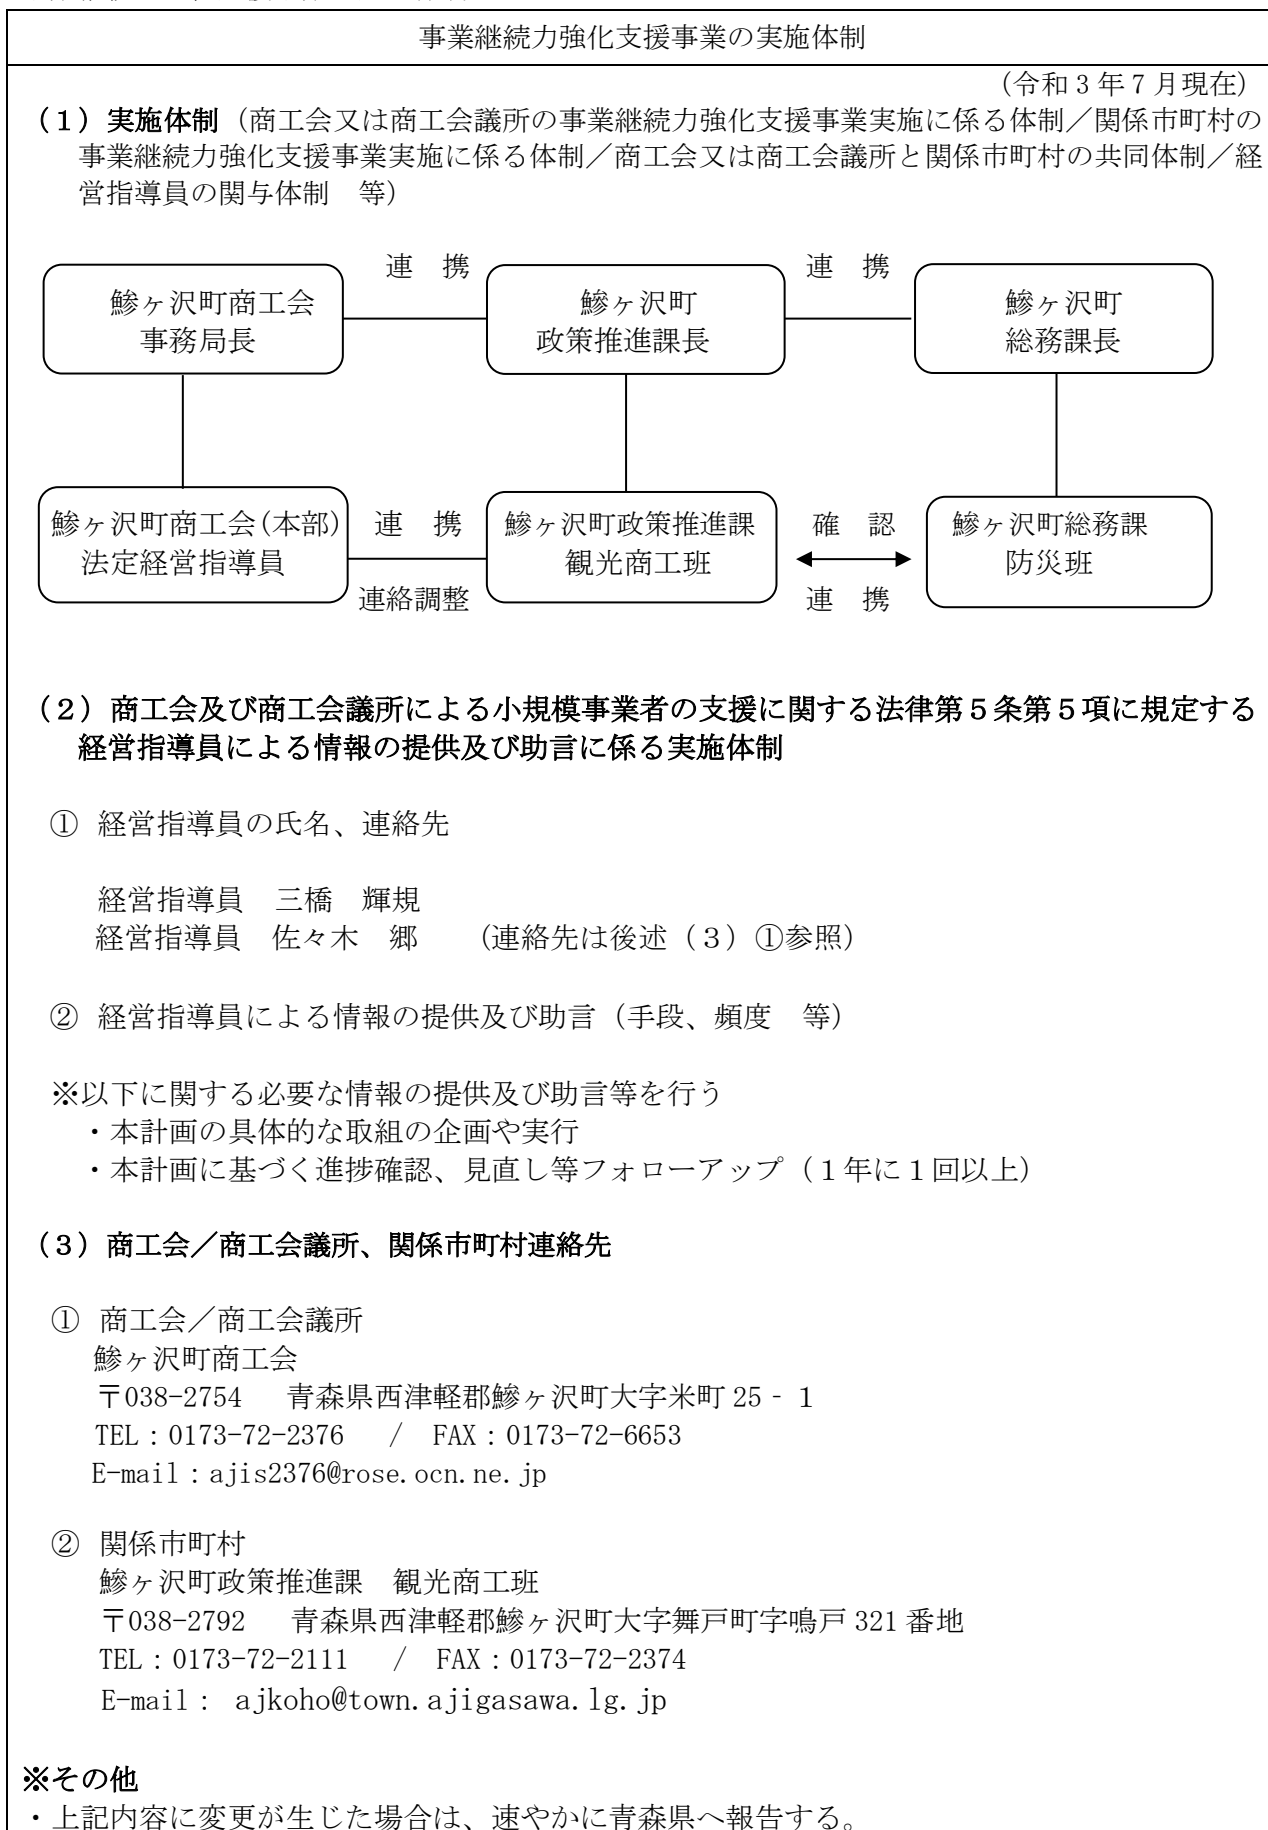 事業継続力強化支援事業の実施体制
(令和3年7月現在)
(1)実施体制(商工会又は商工会議所の事業継続力強化支援事業実施に係る体制/関係市町村の
事業継続力強化支援事業実施に係る体制/商工会又は商工会議所と関係市町村の共同体制/経
営指導員の関与体制 等)
連 携
連 携
鰺ヶ沢町商工会
事務局長
鰺ヶ沢町
政策推進課長
鰺ヶ沢町
総務課長
鰺ヶ沢町商工会(本部)
法定経営指導員
連 携
連絡調整
鰺ヶ沢町政策推進課
観光商工班
確 認
連 携
鰺ヶ沢町総務課
防災班
(2)商工会及び商工会議所による小規模事業者の支援に関する法律第5条第5項に規定する
経営指導員による情報の提供及び助言に係る実施体制
① 経営指導員の氏名、連絡先
経営指導員 三橋 輝規
経営指導員 佐々木 郷 (連絡先は後述(3)①参照)
② 経営指導員による情報の提供及び助言(手段、頻度 等)
※以下に関する必要な情報の提供及び助言等を行う
・本計画の具体的な取組の企画や実行
・本計画に基づく進捗確認、見直し等フォローアップ(1年に1回以上)
(3)商工会/商工会議所、関係市町村連絡先
① 商工会/商工会議所
鰺ヶ沢町商工会
〒038-2754 青森県西津軽郡鰺ヶ沢町大字米町25‐1
TEL:0173-72-2376 / FAX:0173-72-6653
E-mail:ajis2376@rose.ocn.ne.jp
② 関係市町村
鰺ヶ沢町政策推進課 観光商工班
〒038-2792 青森県西津軽郡鰺ヶ沢町大字舞戸町字鳴戸321番地
TEL:0173-72-2111 / FAX:0173-72-2374
E-mail: ajkoho@town.ajigasawa.lg.jp
※その他
・上記内容に変更が生じた場合は、速やかに青森県へ報告する。